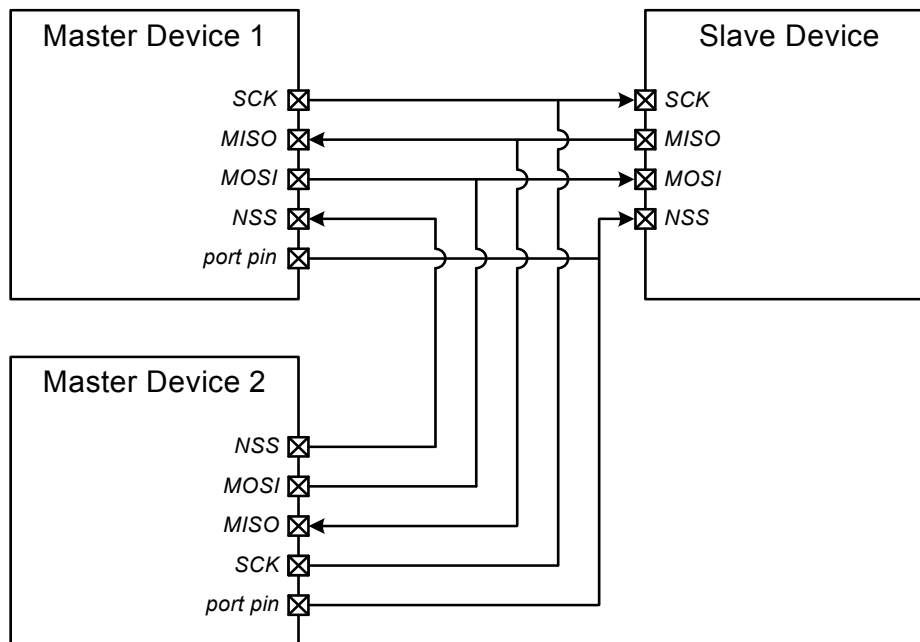 Master Device 1
SCK
MISO
MOSI
NSS
port pin
Slave Device
SCK
MISO
MOSI
NSS
Master Device 2
NSS
MOSI
MISO
SCK
port pin